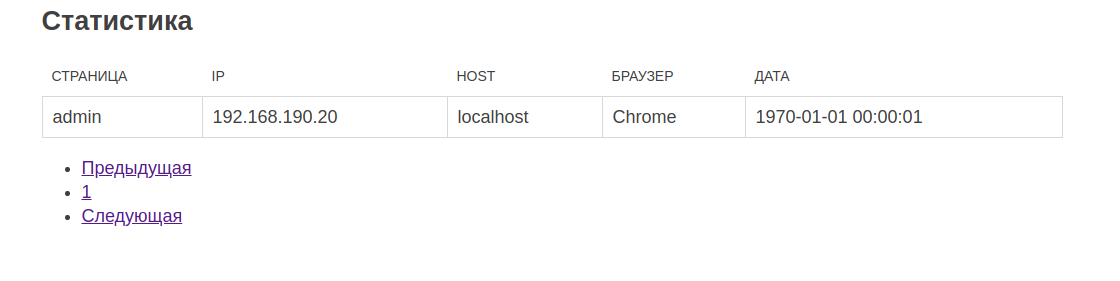 Статистика
СТРАНИЦА IP HOST БРАУЗЕР ДАТА
admin 192.168.190.20 localhost Chrome 1970-01-01 00:00:01
Предыдущая
1
Следующая